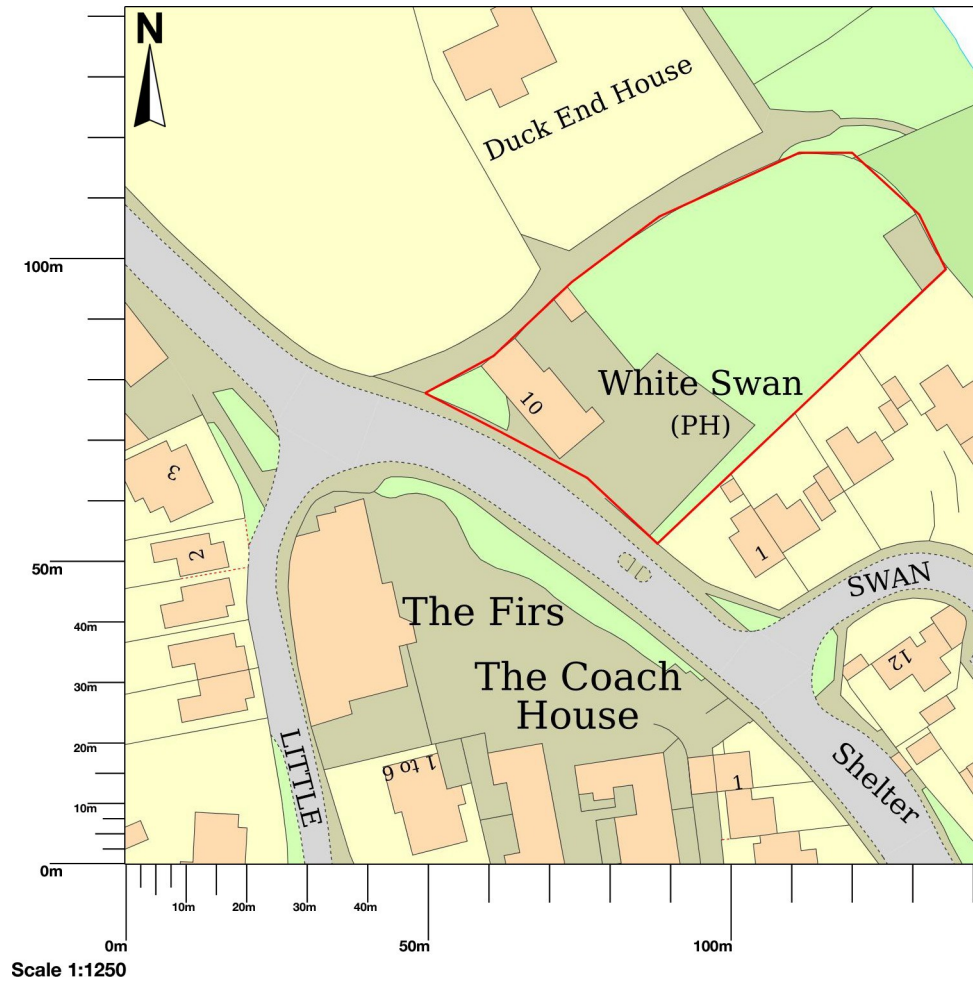 N
Duck End House
100m
White Swan
(PH)
10
3
2
50m
1
SWAN
The Firs
40m
12
30m
The Coach
House
20m
LITTLE
1 to 6
1
Shelter
10m
0m
10m
20m
30m
40m
0m
50m
100m
Scale 1:1250